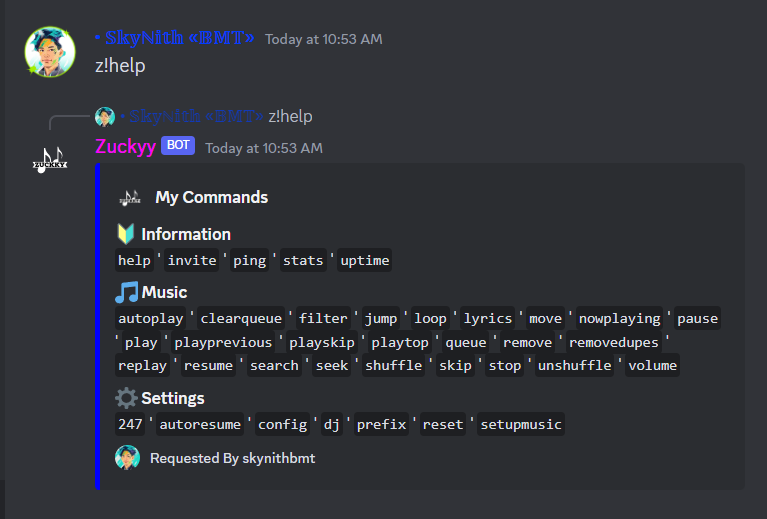 • 𝕊𝕜𝕪ℕ𝕚𝕥𝕙 «𝔹𝕄𝕋» Today at 10:53 AM
z!help
• 𝕊𝕜𝕪ℕ𝕚𝕥𝕙 «𝔹𝕄𝕋» z!help
Zuckyy BOT Today at 10:53 AM
ZUCKKY
My Commands
Information
help ' invite ' ping ' stats ' uptime
Music
autoplay ' clearqueue ' filter ' jump ' loop ' lyrics ' move ' nowplaying ' pause
' play ' playprevious ' playskip ' playtop ' queue ' remove ' removedupes '
replay ' resume ' search ' seek ' shuffle ' skip ' stop ' unshuffle ' volume
Settings
247 ' autoresume ' config ' dj ' prefix ' reset ' setupmusic
Requested By skynithbmt